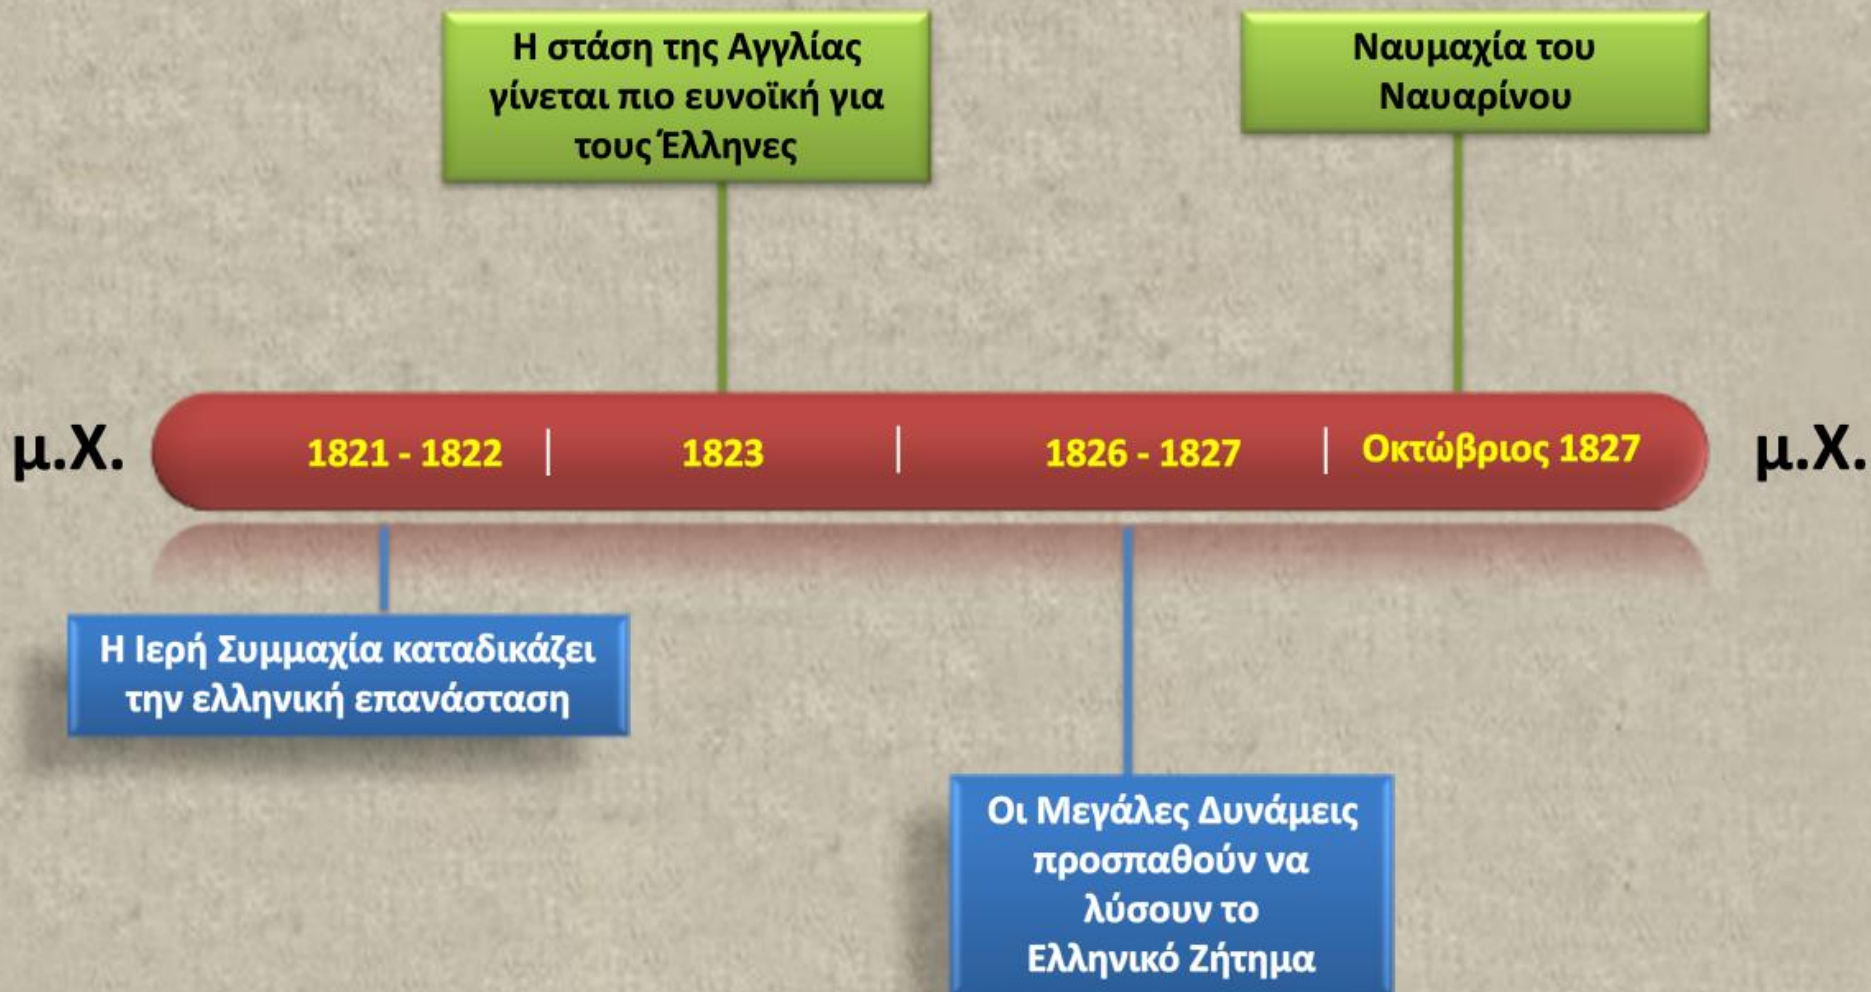 Η στάση της Αγγλίας
γίνεται πιο ευνοϊκή για
τους Έλληνες
Ναυμαχία του
Ναυαρίνου
μ.Χ.
1821 - 1822
1823
1826 - 1827
Οκτώβριος 1827
μ.Χ.
Η Ιερή Συμμαχία καταδικάζει
την ελληνική επανάσταση
Οι Μεγάλες Δυνάμεις
προσπαθούν να
λύσουν το
Ελληνικό Ζήτημα